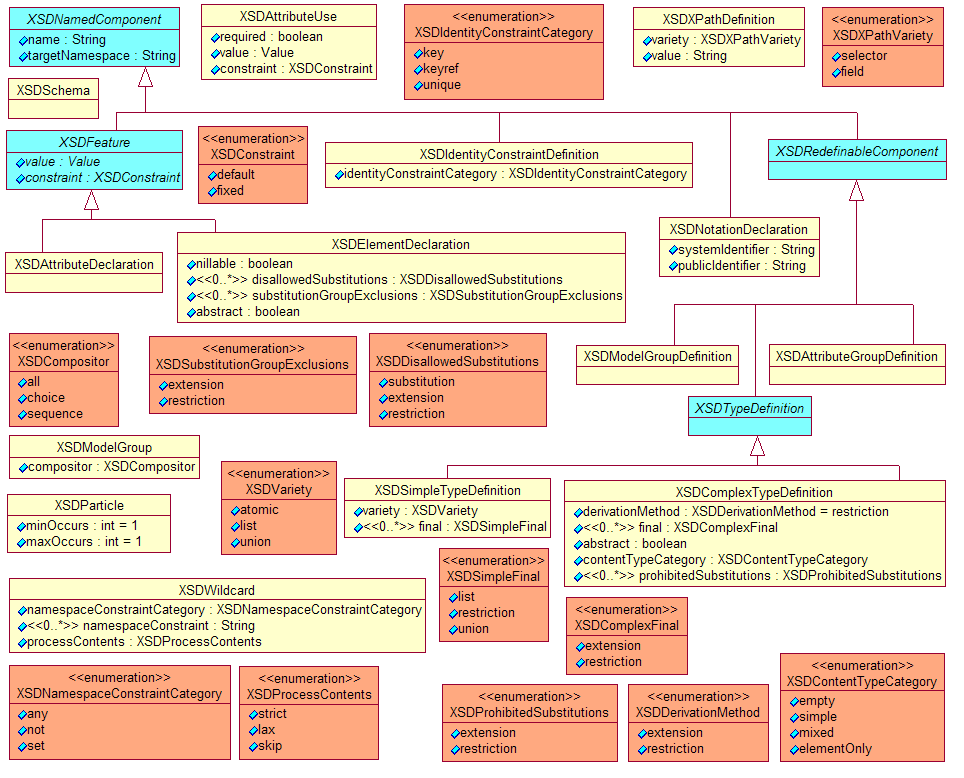 XSDNamedComponent
name : String
targetNamespace : String
XSDAttributeUse
required : boolean
value : Value
constraint : XSDConstraint
<<enumeration>>
XSDIdentityConstraintCategory
key
keyref
unique
XSDXPathDefinition
variety : XSDXPathVariety
value : String
<<enumeration>>
XSDXPathVariety
selector
field
XSDSchema
XSDFeature
value : Value
constraint : XSDConstraint
<<enumeration>>
XSDConstraint
default
fixed
XSDIdentityConstraintDefinition
identityConstraintCategory : XSDIdentityConstraintCategory
XSDRedefinableComponent
XSDAttributeDeclaration
XSDElementDeclaration
nillable : boolean
<<0..*>> disallowedSubstitutions : XSDDisallowedSubstitutions
<<0..*>> substitutionGroupExclusions : XSDSubstitutionGroupExclusions
abstract : boolean
XSDNotationDeclaration
systemIdentifier : String
publicIdentifier : String
<<enumeration>>
XSDCompositor
all
choice
sequence
<<enumeration>>
XSDSubstitutionGroupExclusions
extension
restriction
<<enumeration>>
XSDDisallowedSubstitutions
substitution
extension
restriction
XSDModelGroupDefinition
XSDAttributeGroupDefinition
XSDTypeDefinition
XSDModelGroup
compositor : XSDCompositor
XSDParticle
minOccurs : int = 1
maxOccurs : int = 1
<<enumeration>>
XSDVariety
atomic
list
union
XSDSimpleTypeDefinition
variety : XSDVariety
<<0..*>> final : XSDSimpleFinal
XSDComplexTypeDefinition
derivationMethod : XSDDerivationMethod = restriction
<<0..*>> final : XSDComplexFinal
abstract : boolean
contentTypeCategory : XSDContentTypeCategory
<<0..*>> prohibitedSubstitutions : XSDProhibitedSubstitutions
<<enumeration>>
XSDSimpleFinal
list
restriction
union
XSDWildcard
namespaceConstraintCategory : XSDNamespaceConstraintCategory
<<0..*>> namespaceConstraint : String
processContents : XSDProcessContents
<<enumeration>>
XSDComplexFinal
extension
restriction
<<enumeration>>
XSDNamespaceConstraintCategory
any
not
set
<<enumeration>>
XSDProcessContents
strict
lax
skip
<<enumeration>>
XSDProhibitedSubstitutions
extension
restriction
<<enumeration>>
XSDDerivationMethod
extension
restriction
<<enumeration>>
XSDContentTypeCategory
empty
simple
mixed
elementOnly